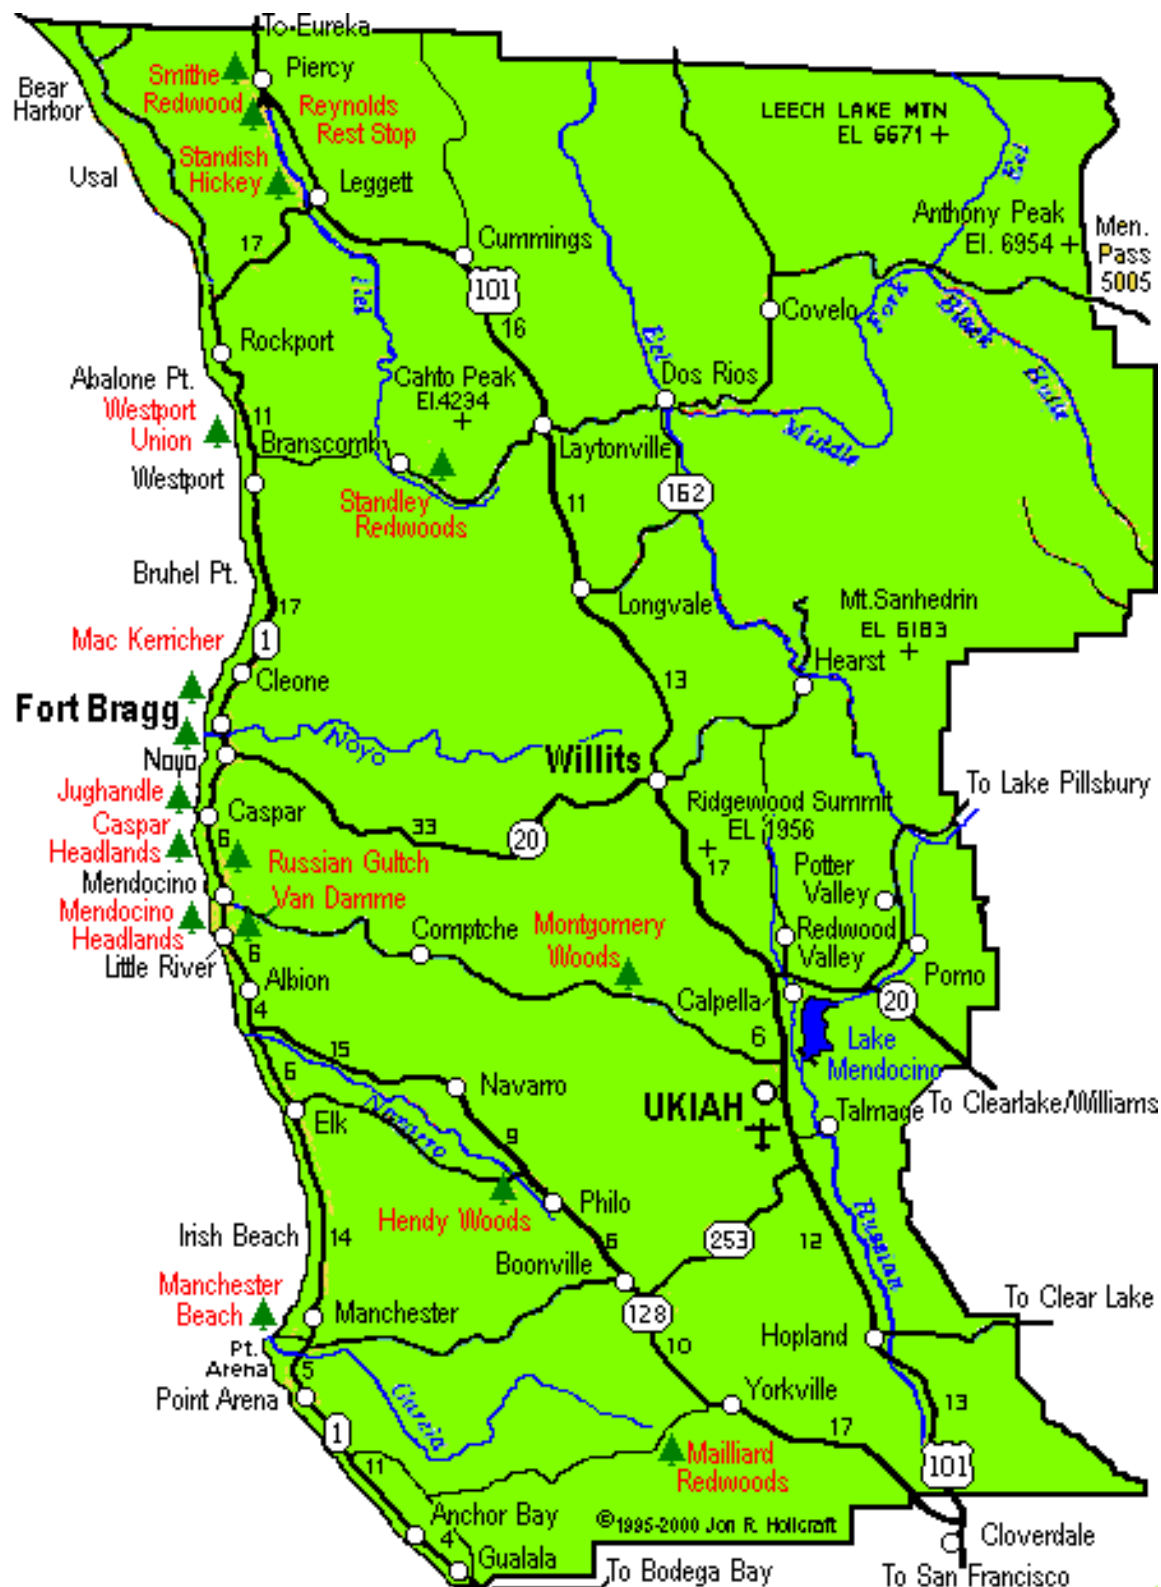 To Eureka
Piercy
Smithe
Redwood
Reynolds
Rest Stop
Bear
Harbor
LEECH LAKE MTN
EL 6671
Standish
Hickey
Usal
Leggett
Anthony Peak
El. 6954
Men.
Pass
5005
17
Cummings
101
16
Covelo
Fork
Black
Butte
Rockport
Abalone Pt.
Westport
Union
Cahto Peak
El.4234
Dos Rios
11
Branscomb
Laytonville
Middle
Westport
162
Standley
Redwoods
11
Bruhel Pt.
17
Longvale
Mt.Sanhedrin
EL 6183
Mac Kerricher
1
Cleone
13
Hearst
Fort Bragg
Noyo
Noyo
Willits
To Lake Pillsbury
Jughandle
Caspar
Ridgewood Summit
EL 1956
Caspar
Headlands
6
33
20
17
Russian Gultch
Potter
Valley
Mendocino
Van Damme
Mendocino
Headlands
Comptche
Montgomery
Woods
Redwood
Valley
Little River
6
Pomo
Albion
Calpella
20
4
15
6
Lake
Mendocino
6
Navarro
UKIAH
Talmage
To Clearlake/Williams
Elk
Navarro
9
Philo
Hendy Woods
Russian
Irish Beach
14
6
253
12
Boonville
Manchester
Beach
Manchester
128
To Clear Lake
Hopland
10
Pt.
Arena
5
Point Arena
Garcia
Yorkville
17
13
1
11
Mailliard
Redwoods
101
Anchor Bay
4
©1995-2000 Jon R. Hollcraft
Cloverdale
Gualala
To Bodega Bay
To San Francisco